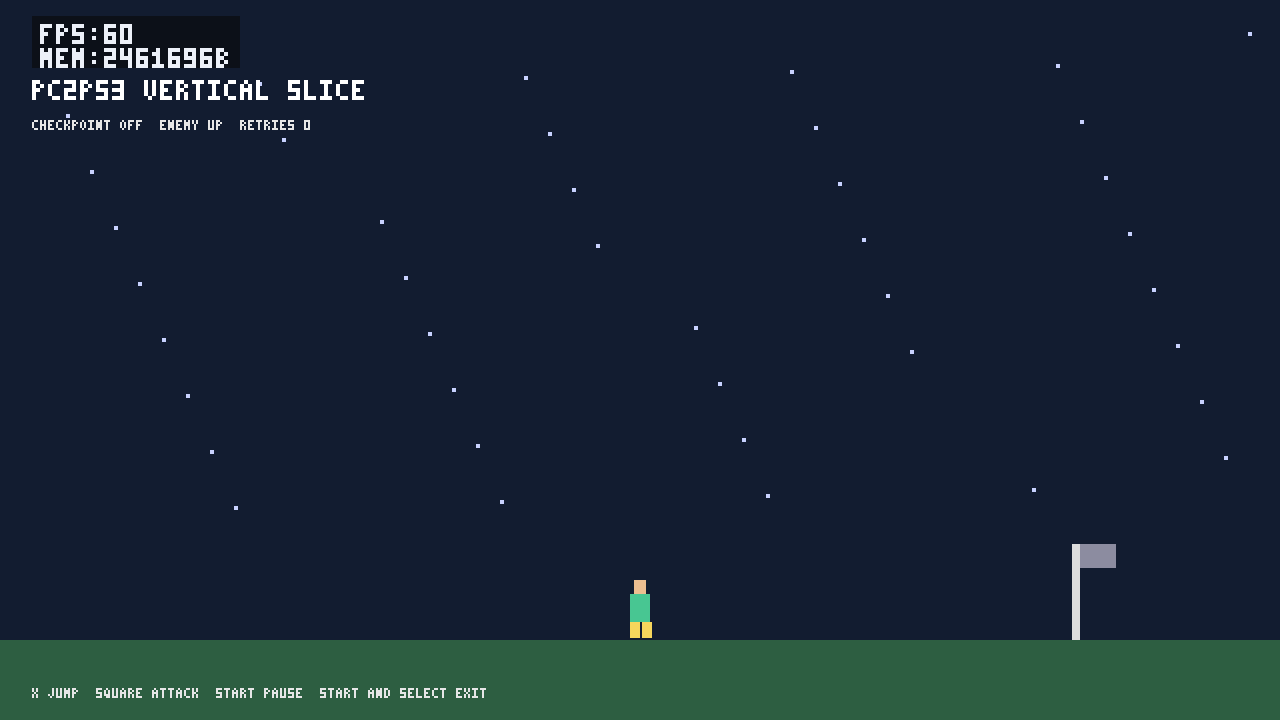 FPS:60
MEM:2461696B
PC2PS3 VERTICAL SLICE
CHECKPOINT OFF  ENEMY UP  RETRIES 0
X JUMP  SQUARE ATTACK  START PAUSE  START AND SELECT EXIT